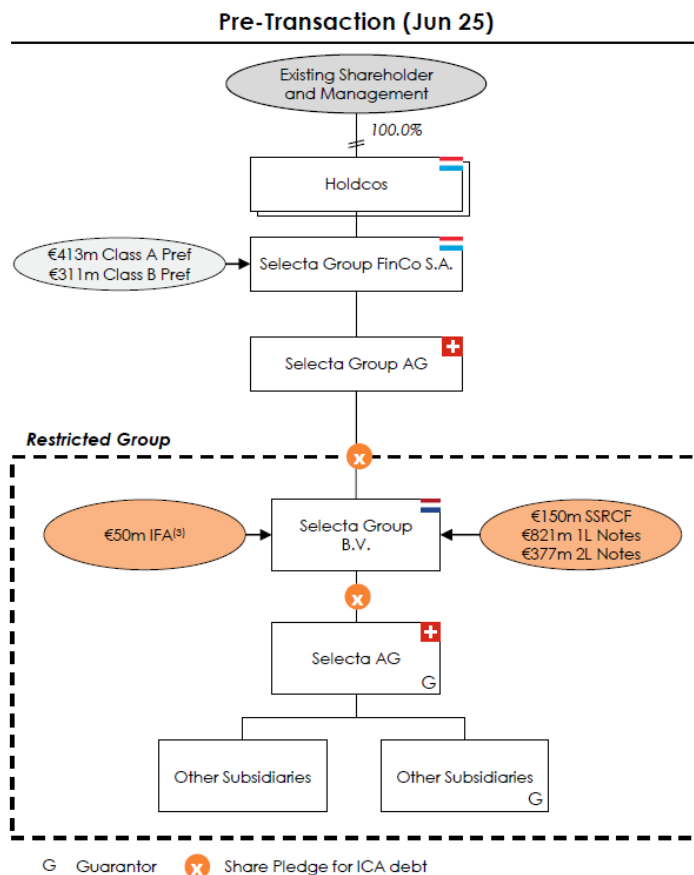 Pre-Transaction (Jun 25)
Existing Shareholder
and Management
100.0%
Holdcos
€413m Class A Pref
€311m Class B Pref
Selecta Group FinCo S.A.
Selecta Group AG
Restricted Group
x
€50m IFA(3)
Selecta Group
B.V.
€150m SSRCF
€821m 1L Notes
€377m 2L Notes
x
Selecta AG
G
Other Subsidiaries
Other Subsidiaries
G
G Guarantor x Share Pledge for ICA debt